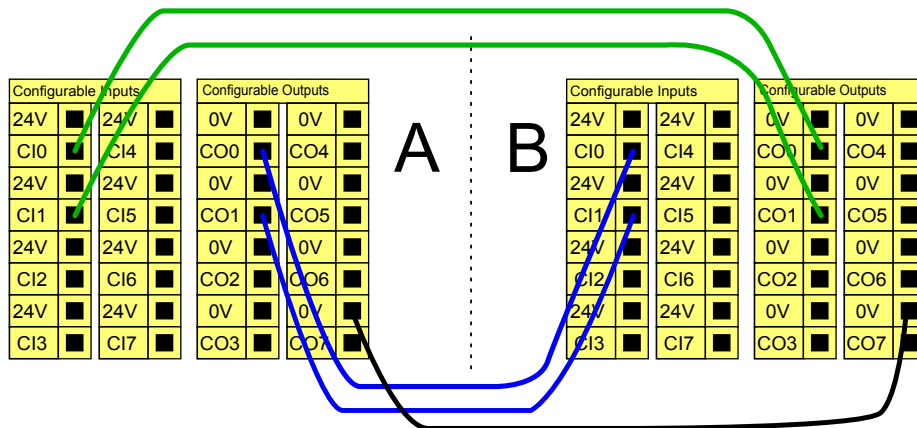 Configurable Inputs
24V 24V
CI0 CI4
24V 24V
CI1 CI5
24V 24V
CI2 CI6
24V 24V
CI3 CI7
Configurable Outputs
0V 0V
CO0 CO4
0V 0V
CO1 CO5
0V 0V
CO2 CO6
0V 0V
CO3 CO7
A
B
Configurable Inputs
24V 24V
CI0 CI4
24V 24V
CI1 CI5
24V 24V
CI2 CI6
24V 24V
CI3 CI7
Configurable Outputs
0V 0V
CO0 CO4
0V 0V
CO1 CO5
0V 0V
CO2 CO6
0V 0V
CO3 CO7